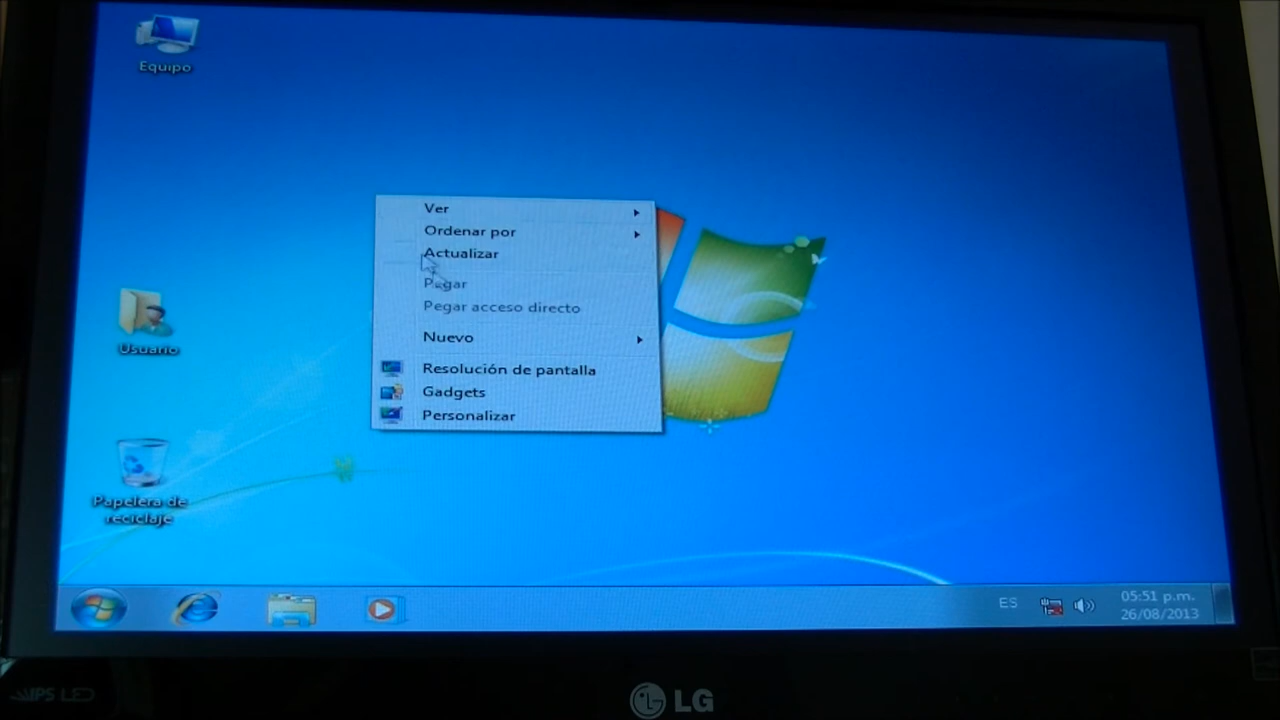 Equipo
Ver
Ordenar por
Actualizar
Pegar
Pegar acceso directo
Nuevo
Resolución de pantalla
Gadgets
Personalizar
Usuario
Papelera de
reciclaje
ES
05:51 p.m.
26/08/2013
IPS LED
LG